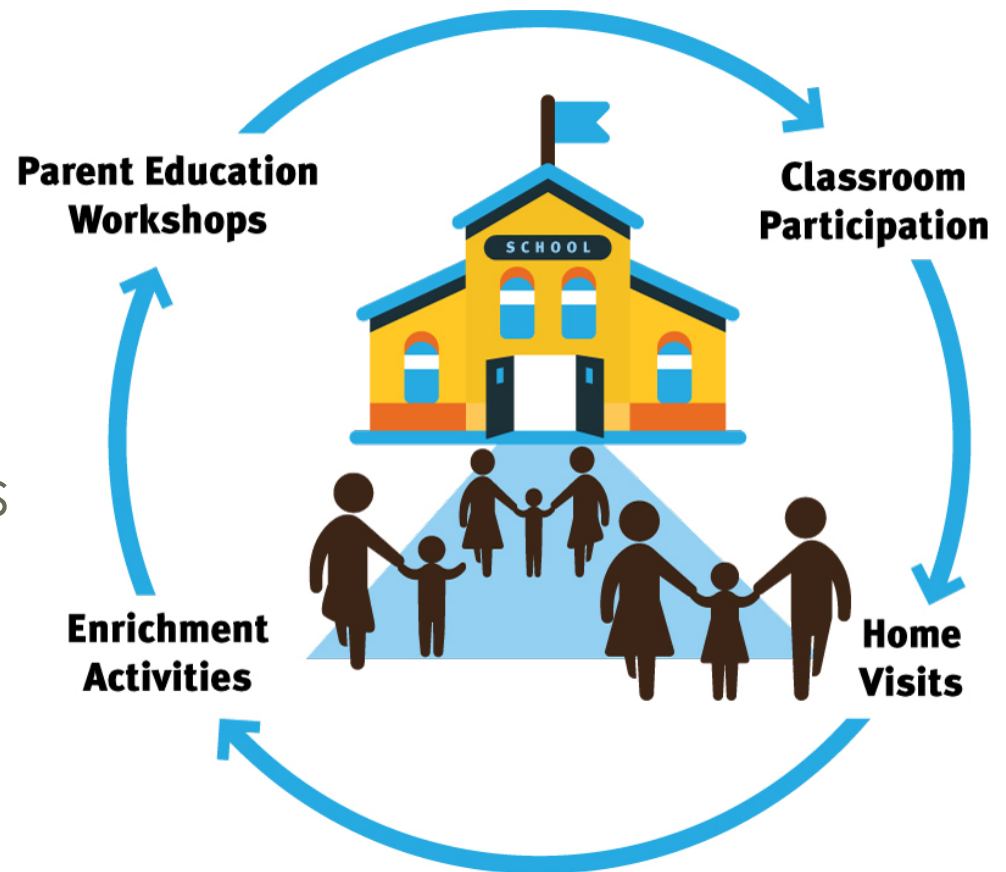 Parent Education
Workshops
Classroom
Participation
SCHOOL
s
Enrichment
Activities
Home
Visits